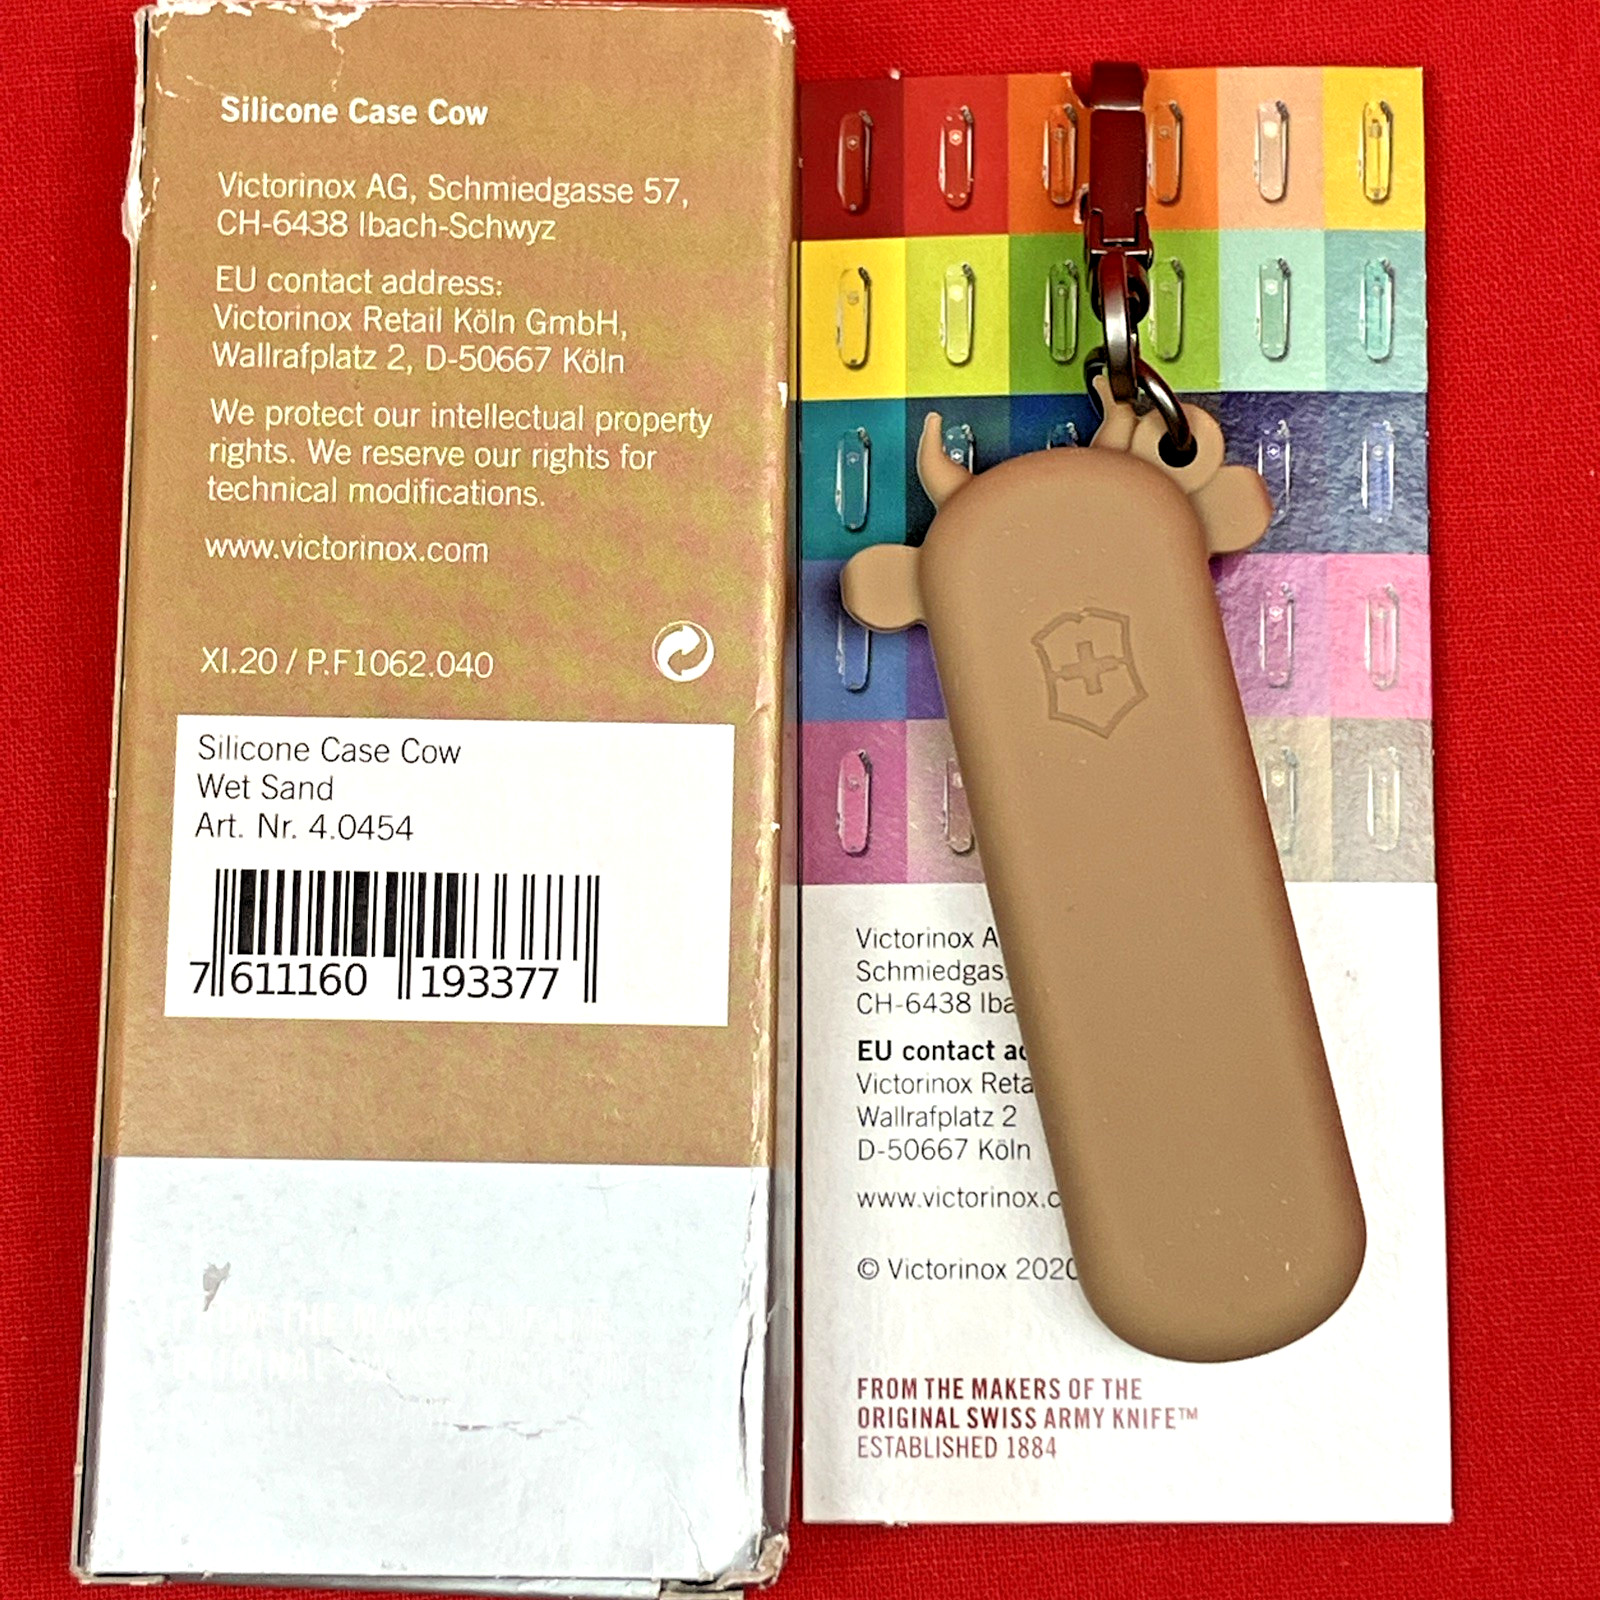 Silicone Case Cow
Victorinox AG, Schmiedgasse 57,
CH-6438 Ibach-Schwyz
EU contact address:
Victorinox Retail Köln GmbH,
Wallrafplatz 2, D-50667 Köln
We protect our intellectual property
rights. We reserve our rights for
technical modifications.
www.victorinox.com
XI.20 / P.F1062.040
Silicone Case Cow
Wet Sand
Art. Nr. 4.0454
7 611160 193377
Victorinox A
Schmiedgas
CH-6438 Iba
EU contact ad
Victorinox Reta
Wallrafplatz 2
D-50667 Köln
www.victorinox.c
© Victorinox 2020
FROM THE MAKERS OF THE
ORIGINAL SWISS ARMY KNIFE™
ESTABLISHED 1884